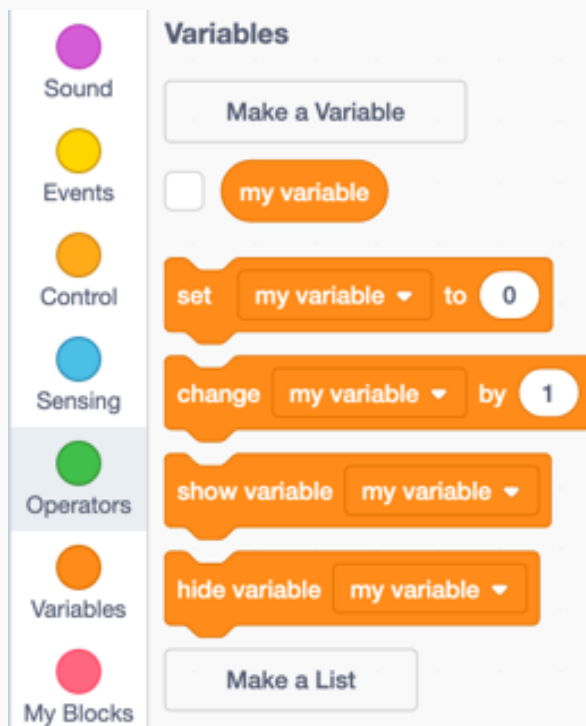 Sound
Events
Control
Sensing
Operators
Variables
My Blocks
Variables
Make a Variable
my variable
set my variable to 0
change my variable by 1
show variable my variable
hide variable my variable
Make a List